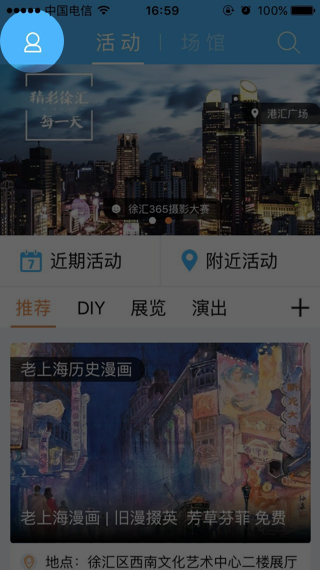 中国电信 16:59 100%
活动 场馆
精彩徐汇
每一天
港汇广场
徐汇365摄影大赛
7 近期活动 附近活动
推荐 DIY 展览 演出 +
老上海历史漫画
老上海漫画 | 旧漫掇英 芳草芬菲 免费
地点：徐汇区西南文化艺术中心二楼展厅